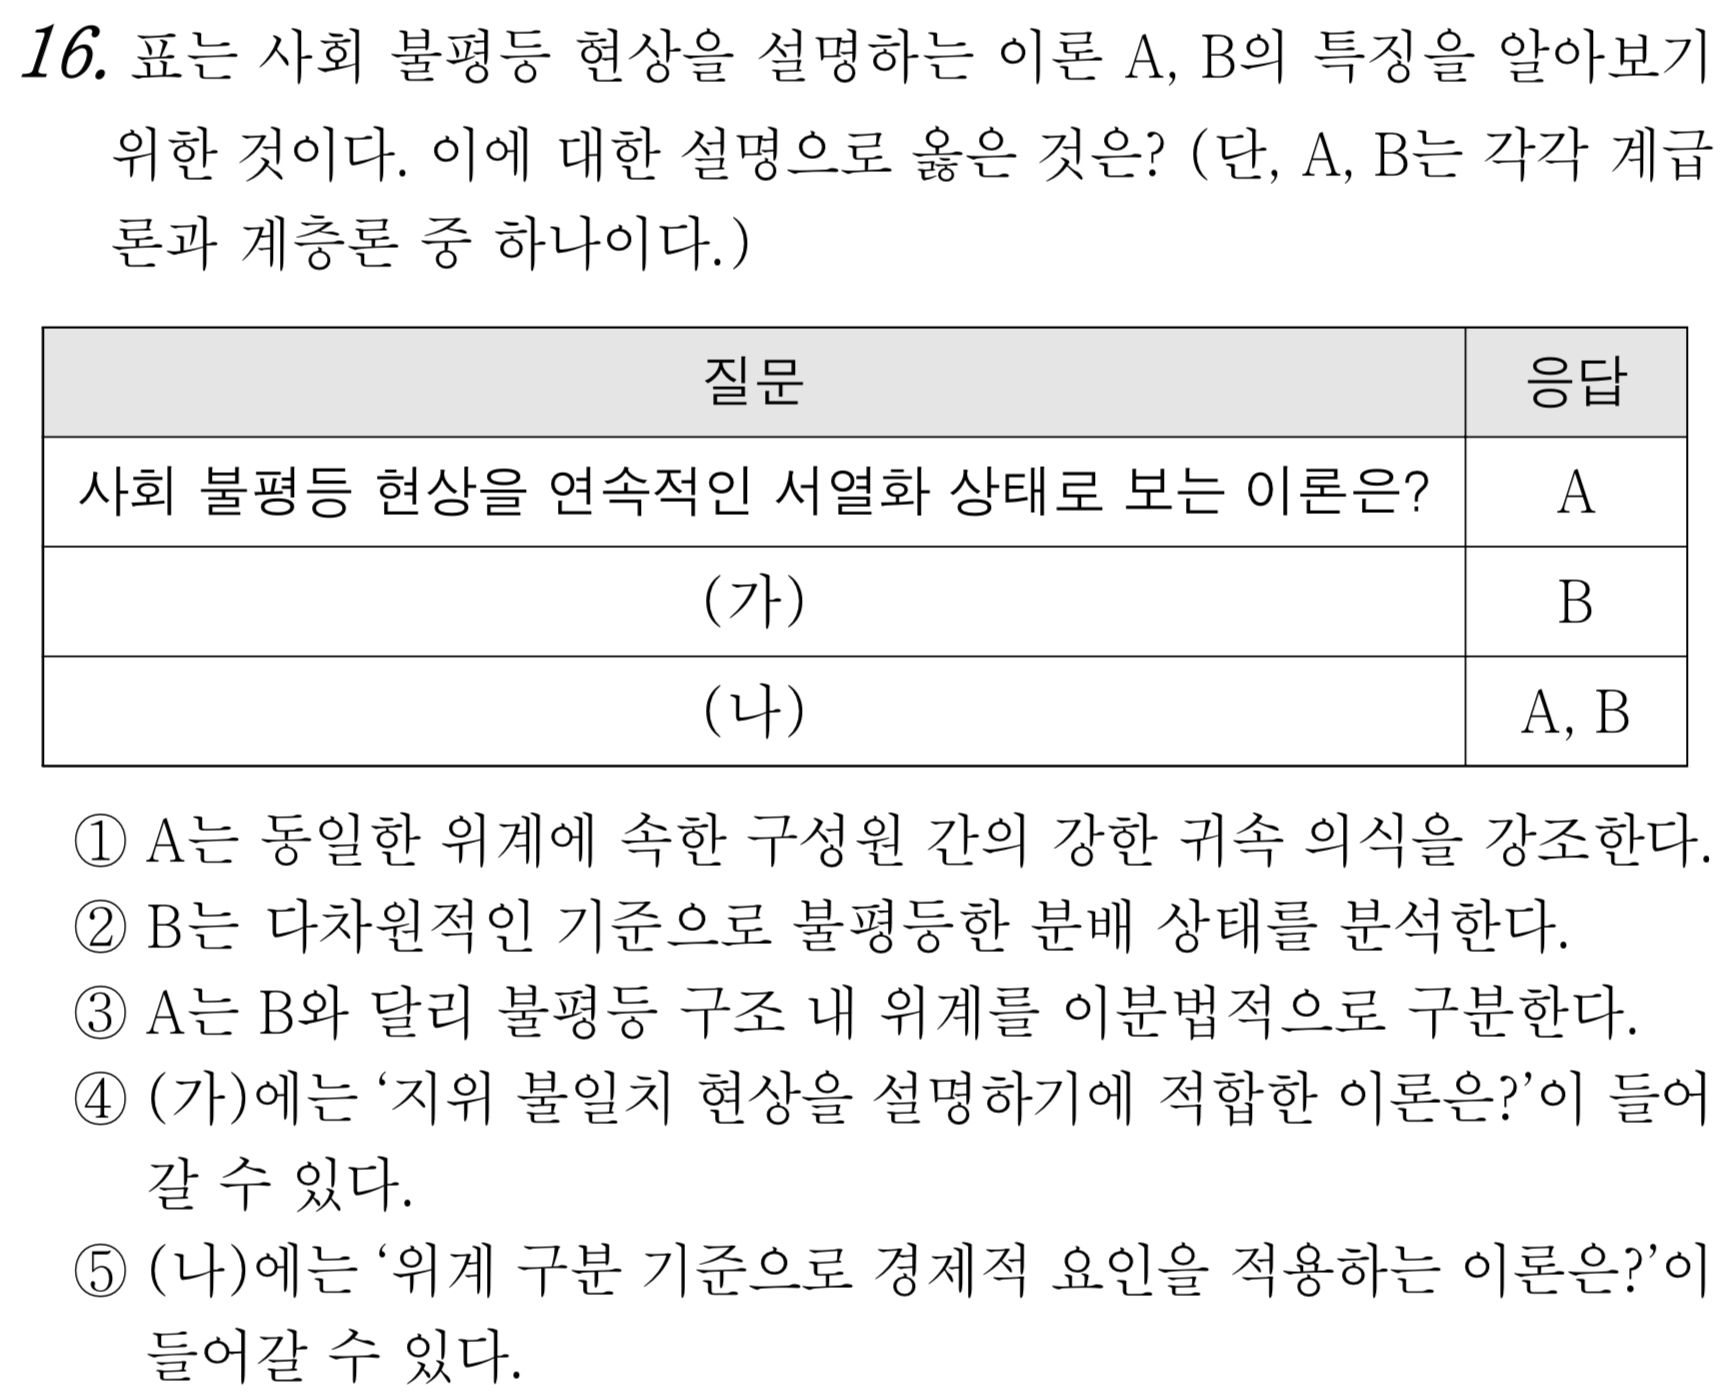 16. 표는 사회 불평등 현상을 설명하는 이론 A, B의 특징을 알아보기
위한 것이다. 이에 대한 설명으로 옳은 것은? (단, A, B는 각각 계급
론과 계층론 중 하나이다.)
질문 응답
사회 불평등 현상을 연속적인 서열화 상태로 보는 이론은? A
(가) B
(나) A, B
① A는 동일한 위계에 속한 구성원 간의 강한 귀속 의식을 강조한다.
② B는 다차원적인 기준으로 불평등한 분배 상태를 분석한다.
③ A는 B와 달리 불평등 구조 내 위계를 이분법적으로 구분한다.
④ (가)에는 ‘지위 불일치 현상을 설명하기에 적합한 이론은?’이 들어
갈 수 있다.
⑤ (나)에는 ‘위계 구분 기준으로 경제적 요인을 적용하는 이론은?’이
들어갈 수 있다.